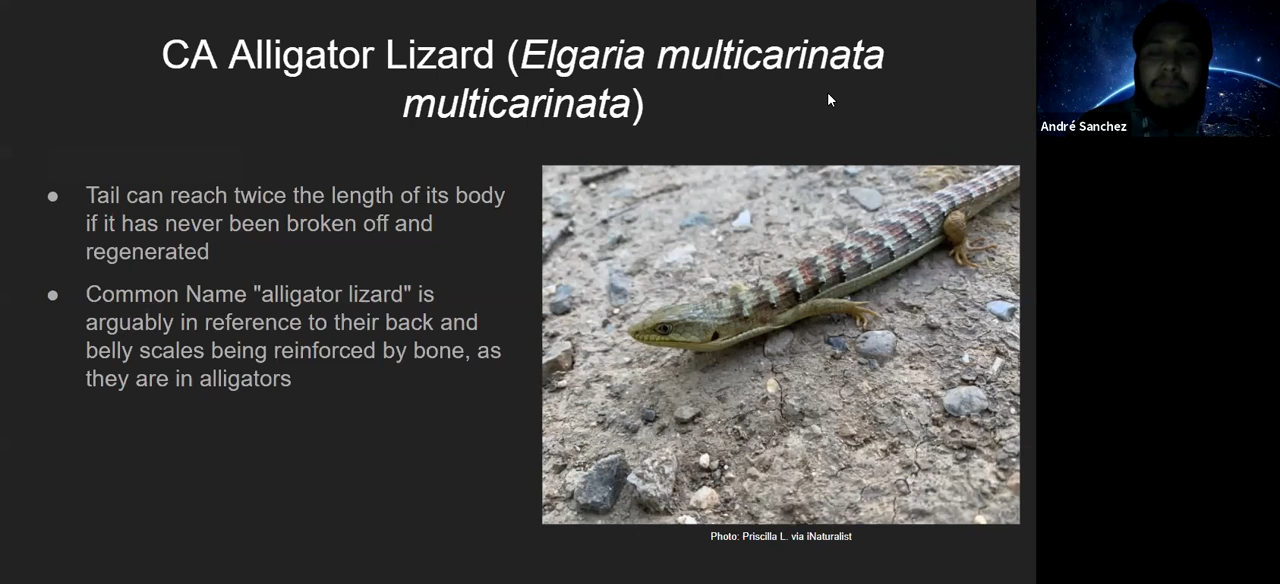 CA Alligator Lizard (Elgaria multicarinata
multicarinata)
André Sanchez
● Tail can reach twice the length of its body
if it has never been broken off and
regenerated
● Common Name "alligator lizard" is
arguably in reference to their back and
belly scales being reinforced by bone, as
they are in alligators
Photo: Priscilla L. via iNaturalist